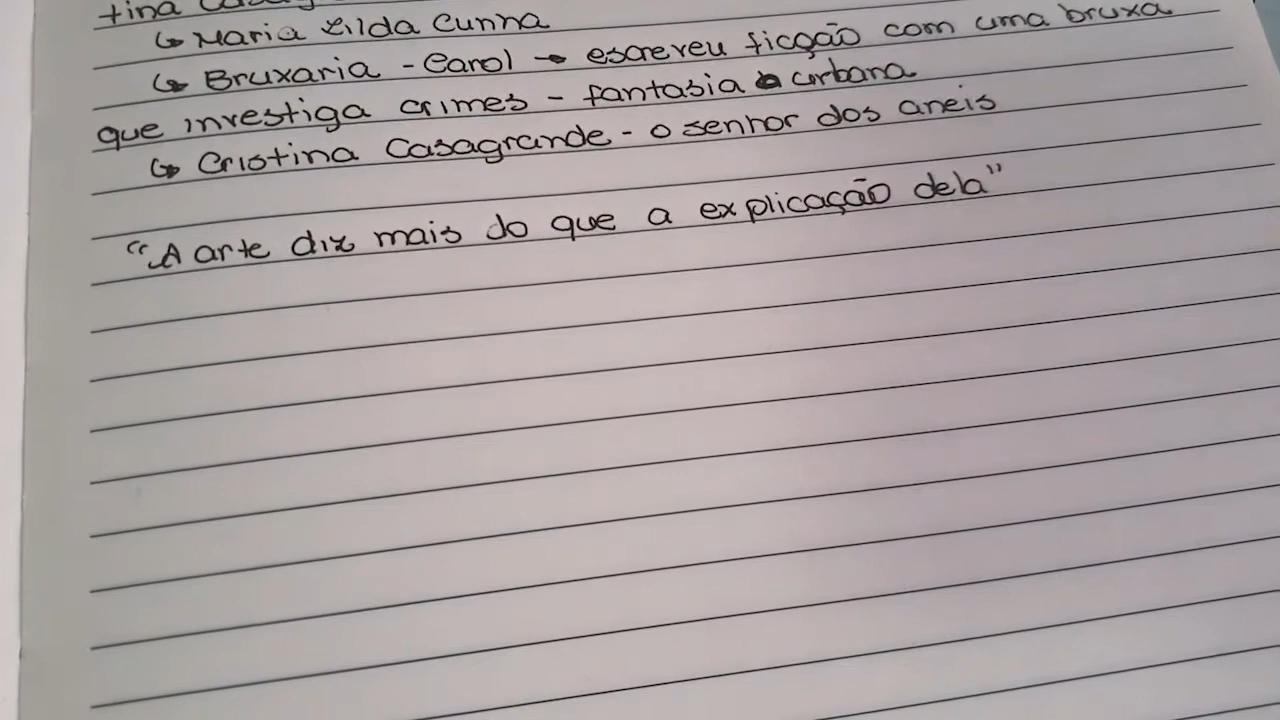 tina
↳ Maria Zilda Cunha
↳ Bruxaria - Carol → escreveu ficção com uma bruxa
que investiga crimes - fantasia urbana
↳ Cristina Casagrande - o senhor dos aneis
"A arte diz mais do que a explicação dela"